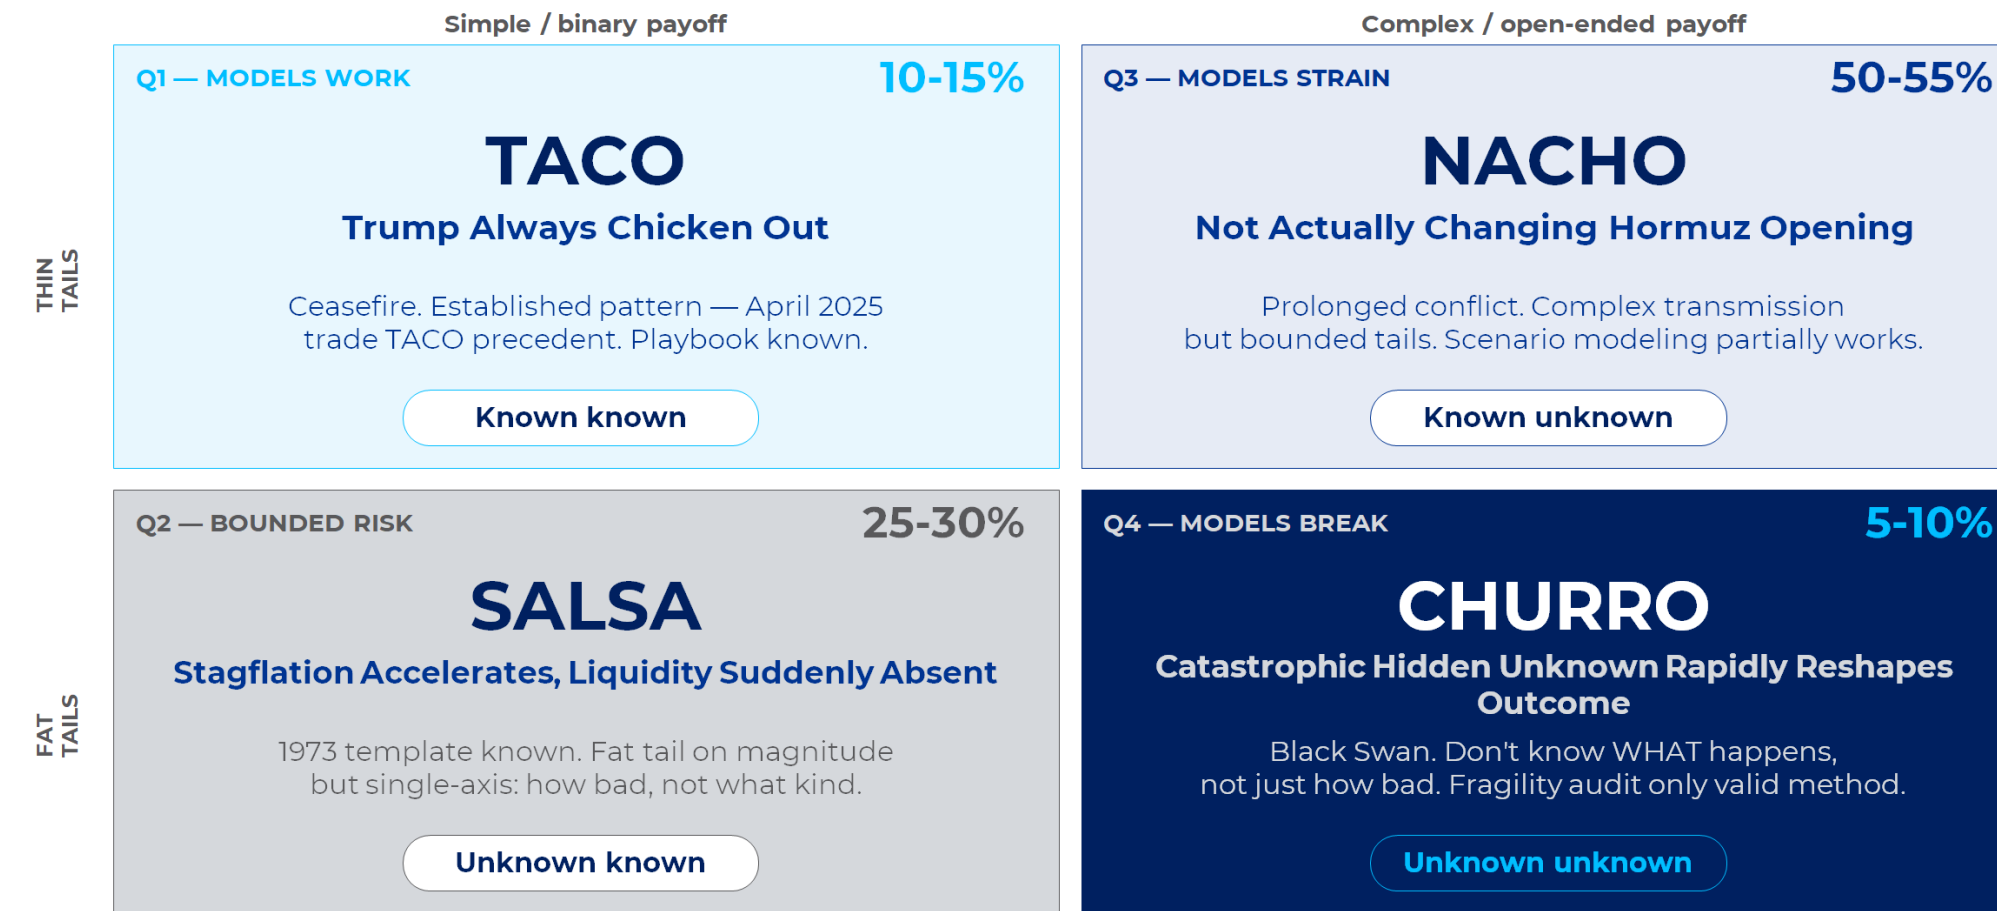 Simple / binary payoff
Complex / open-ended payoff
THIN
TAILS
Q1 — MODELS WORK
10-15%
TACO
Trump Always Chicken Out
Ceasefire. Established pattern — April 2025
trade TACO precedent. Playbook known.
Known known
Q3 — MODELS STRAIN
50-55%
NACHO
Not Actually Changing Hormuz Opening
Prolonged conflict. Complex transmission
but bounded tails. Scenario modeling partially works.
Known unknown
FAT
TAILS
Q2 — BOUNDED RISK
25-30%
SALSA
Stagflation Accelerates, Liquidity Suddenly Absent
1973 template known. Fat tail on magnitude
but single-axis: how bad, not what kind.
Unknown known
Q4 — MODELS BREAK
5-10%
CHURRO
Catastrophic Hidden Unknown Rapidly Reshapes
Outcome
Black Swan. Don't know WHAT happens,
not just how bad. Fragility audit only valid method.
Unknown unknown